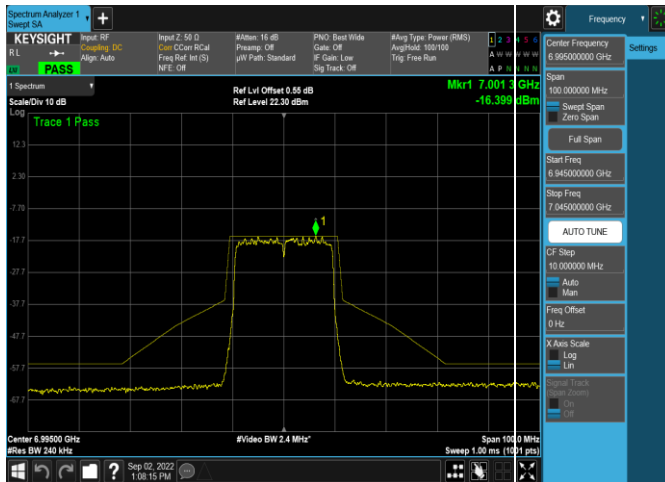 Spectrum Analyzer 1
Swept SA
+
Frequency
KEYSIGHT
Input: RF
Coupling: DC
Align: Auto
Input Z: 50 Ω
Corr CCorr RCal
Freq Ref: Int (S)
NFE: Off
#Atten: 16 dB
Preamp: Off
µW Path: Standard
PNO: Best Wide
Gate: Off
IF Gain: Low
Sig Track: Off
#Avg Type: Power (RMS)
Avg|Hold: 100/100
Trig: Free Run
1 2 3 4 5 6
A W W W W W
A P N N N N
R L
PASS
1 Spectrum
Scale/Div 10 dB
Ref Lvl Offset 0.55 dB
Ref Level 22.30 dBm
Mkr1 7.001 3 GHz
-16.399 dBm
Log
Trace 1 Pass
12.3
2.30
-7.70
-17.7
-27.7
-37.7
-47.7
-57.7
-67.7
1
Center 6.99500 GHz
#Res BW 240 kHz
#Video BW 2.4 MHz*
Span 100.0 MHz
Sweep 1.00 ms (1001 pts)
Sep 02, 2022
1:08:15 PM
?
Center Frequency
6.995000000 GHz
Settings
Span
100.000000 MHz
Swept Span
Zero Span
Full Span
Start Freq
6.945000000 GHz
Stop Freq
7.045000000 GHz
AUTO TUNE
CF Step
10.000000 MHz
Auto
Man
Freq Offset
0 Hz
X Axis Scale
Log
Lin
Signal Track
(Span Zoom)
On
Off